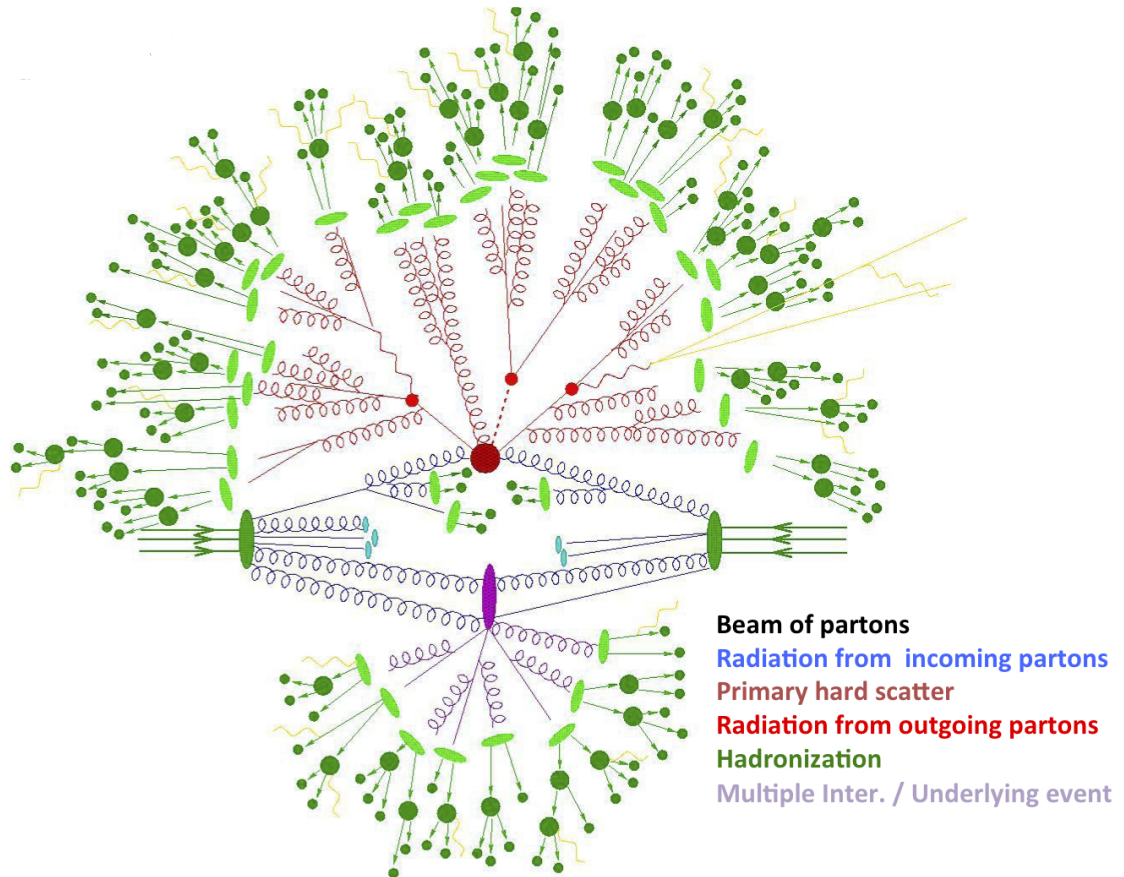 Beam of partons
Radiation from incoming partons
Primary hard scatter
Radiation from outgoing partons
Hadronization
Multiple Inter. / Underlying event